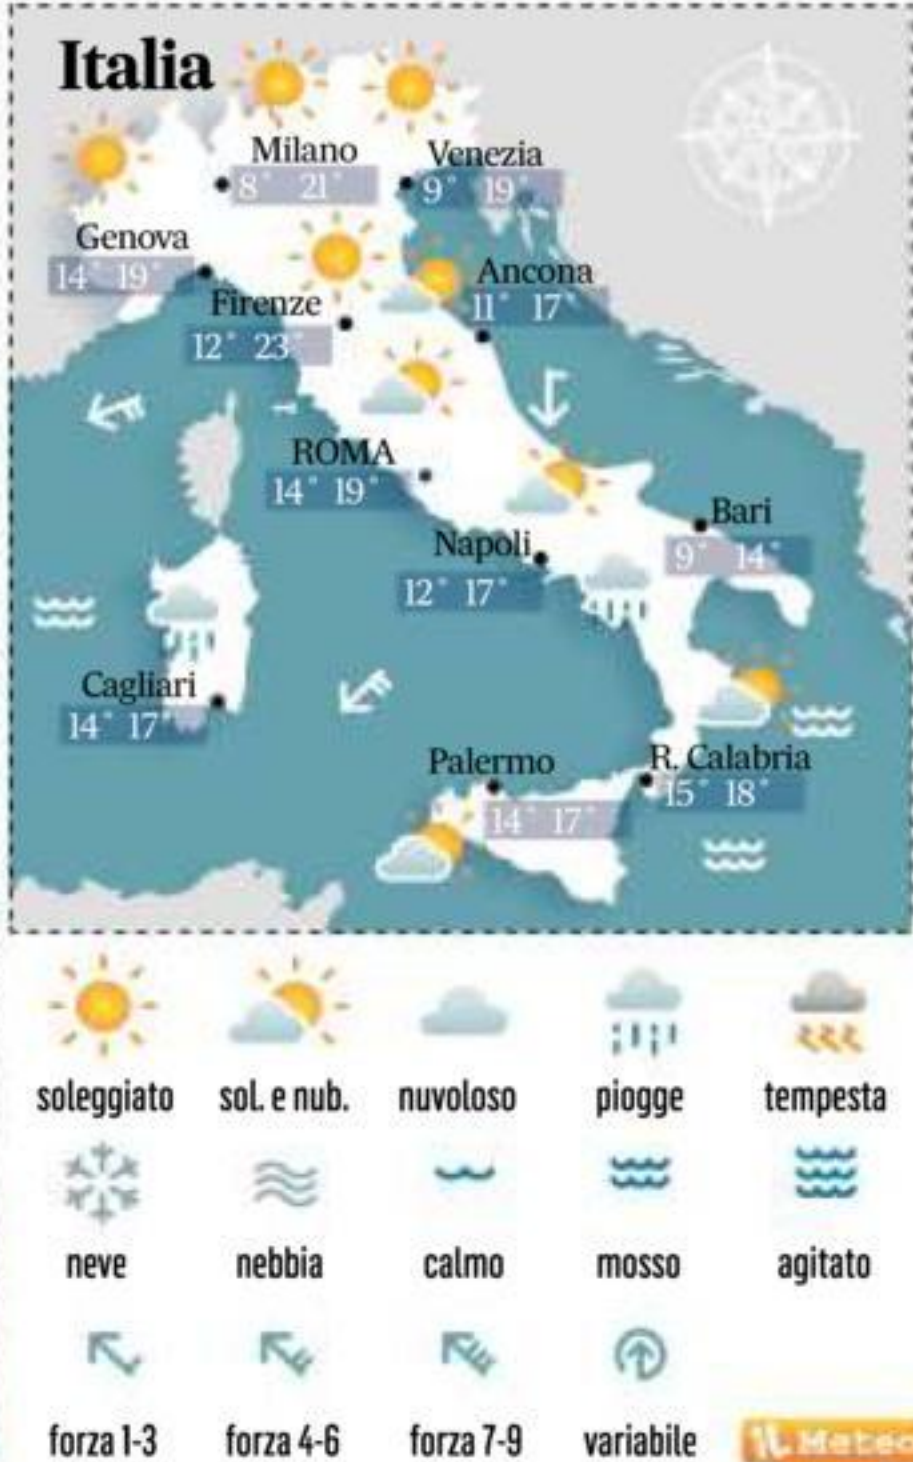 Italia
Milano
8° 21°
Venezia
9° 19°
Genova
14° 19°
Firenze
12° 23°
Ancona
11° 17°
ROMA
14° 19°
Bari
9° 14°
Napoli
12° 17°
Cagliari
14° 17°
Palermo
14° 17°
R. Calabria
15° 18°
soleggiato
sol. e nub.
nuvoloso
piogge
tempesta
neve
nebbia
calmo
mosso
agitato
forza 1-3
forza 4-6
forza 7-9
variabile